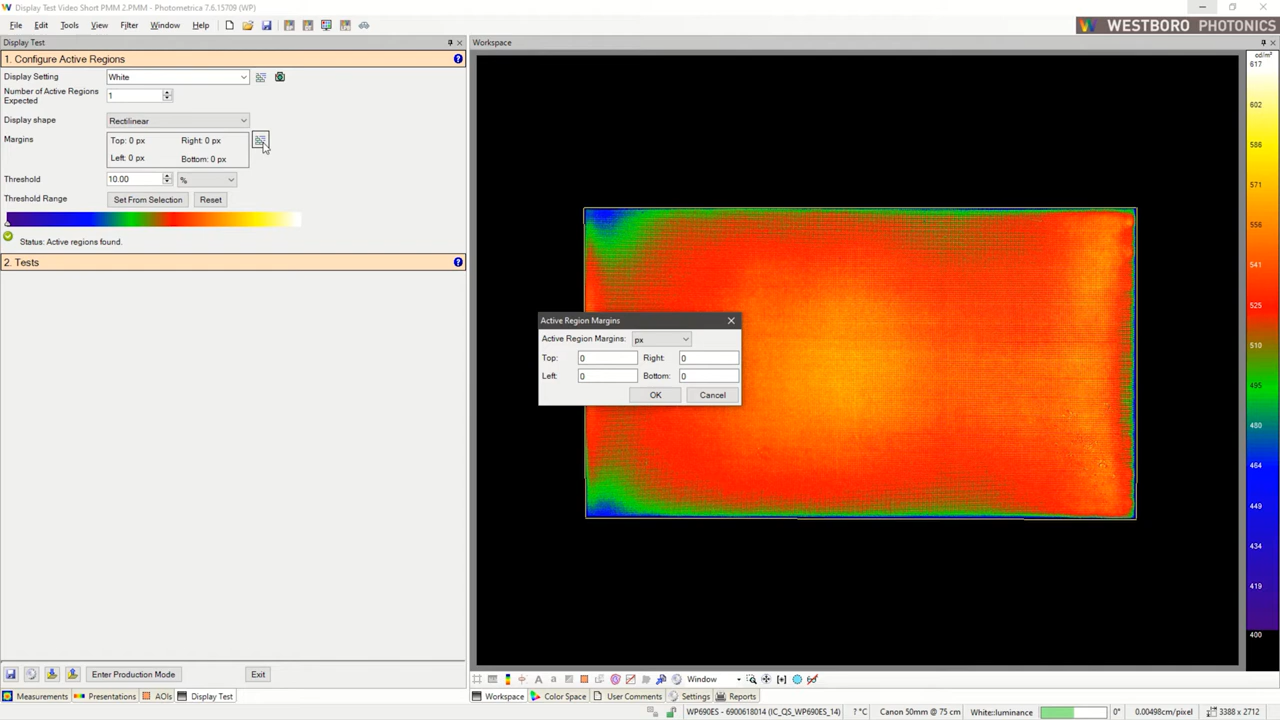 Display Test Video Short PMM 2.PMM - Photometrica 7.6.15709 (WP)
File Edit Tools View Filter Window Help
WESTBORO PHOTONICS
Display Test
Workspace
1. Configure Active Regions
Display Setting White
Number of Active Regions
Expected
1
Display shape Rectilinear
Margins
Top: 0 px Right: 0 px
Left: 0 px Bottom: 0 px
Threshold 10.00 %
Threshold Range Set From Selection Reset
Status: Active regions found.
2. Tests
Active Region Margins
Active Region Margins: px
Top: 0 Right: 0
Left: 0 Bottom: 0
OK Cancel
cd/m²
617
602
586
571
556
541
525
510
495
480
464
449
434
419
400
Enter Production Mode Exit
Window
Measurements Presentations AOIs Display Test
Workspace Color Space User Comments Settings Reports
WP690ES - 6900618014 (IC_QS_WP690ES_14) ? °C Canon 50mm @ 75 cm White:luminance 0° 0.00498cm/pixel 3388 x 2712